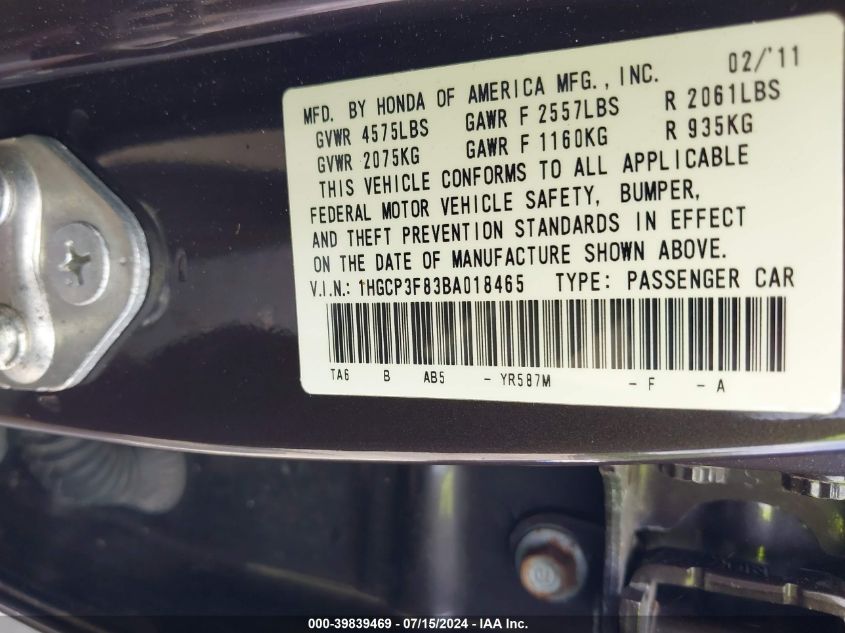 02/'11
MFD. BY HONDA OF AMERICA MFG., INC.
GVWR 4575LBS GAWR F 2557LBS R 2061LBS
GVWR 2075KG GAWR F 1160KG R 935KG
THIS VEHICLE CONFORMS TO ALL APPLICABLE
FEDERAL MOTOR VEHICLE SAFETY, BUMPER,
AND THEFT PREVENTION STANDARDS IN EFFECT
ON THE DATE OF MANUFACTURE SHOWN ABOVE.
V.I.N.: 1HGCP3F83BA018465 TYPE: PASSENGER CAR
TA6 B AB5 - YR587M - F - A
000-39839469 - 07/15/2024 - IAA Inc.